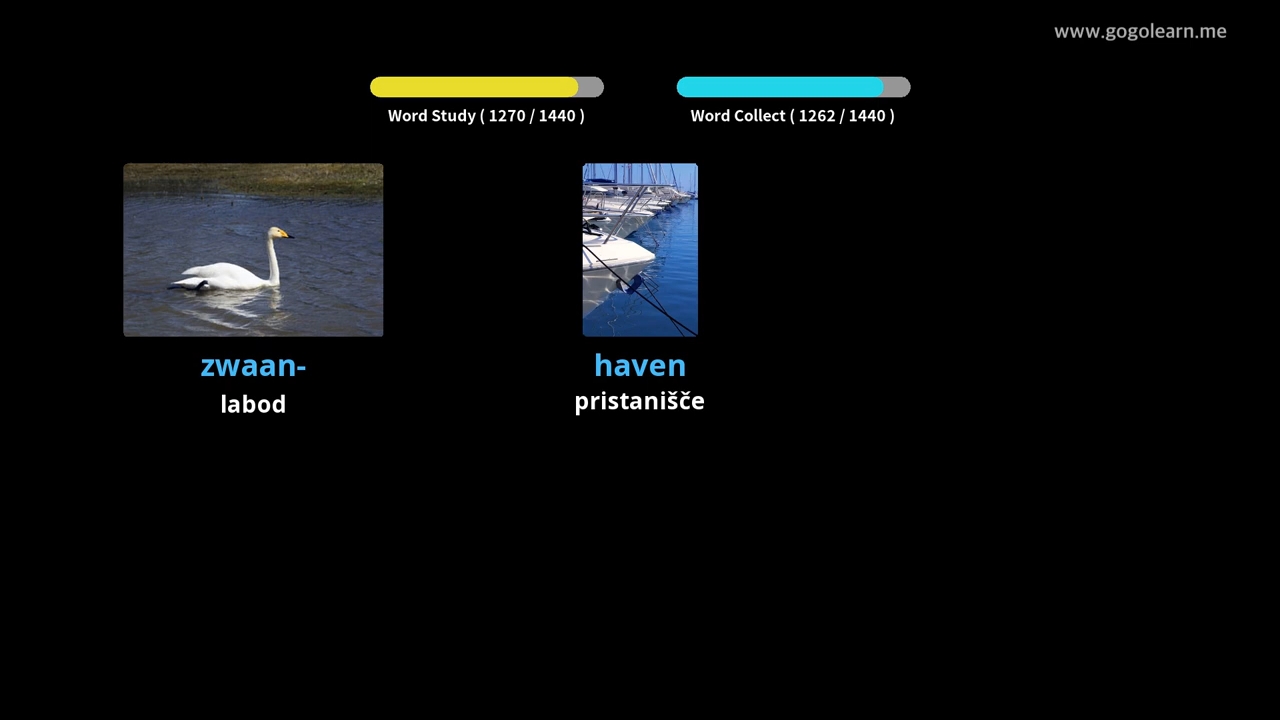 www.gogolearn.me
Word Study ( 1270 / 1440 )
Word Collect ( 1262 / 1440 )
zwaan-
labod
haven
pristanišče